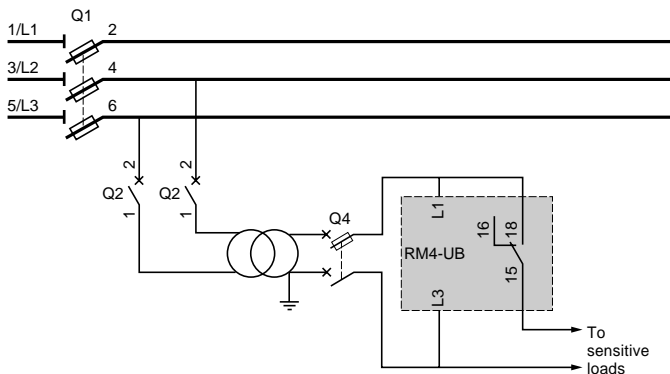 Q1
1/L1
2
3/L2
4
5/L3
6
2
2
Q2
Q2
1
1
Q4
L1
16
18
RM4-UB
15
L3
To
sensitive
loads